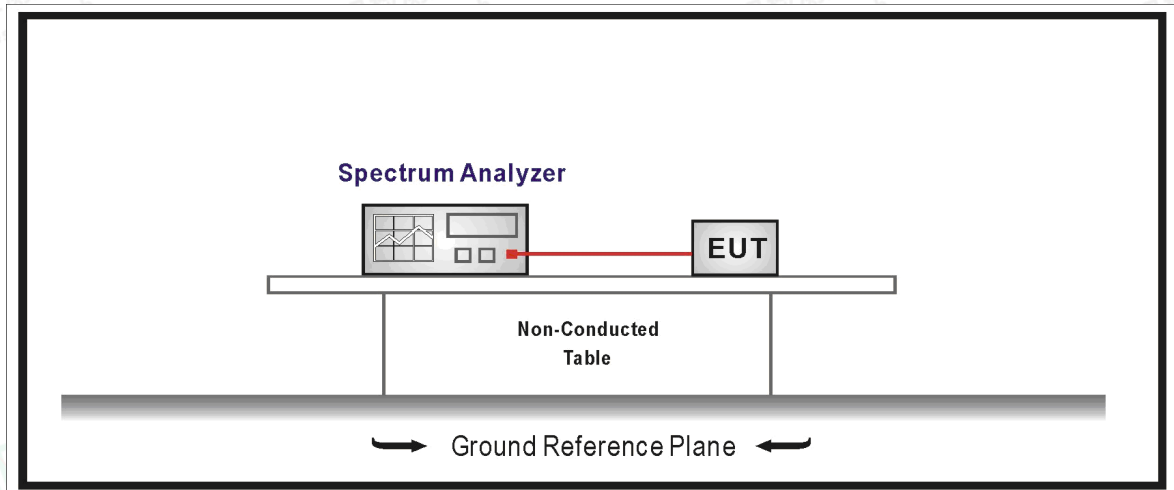 Spectrum Analyzer
EUT
Non-Conducted
Table
Ground Reference Plane